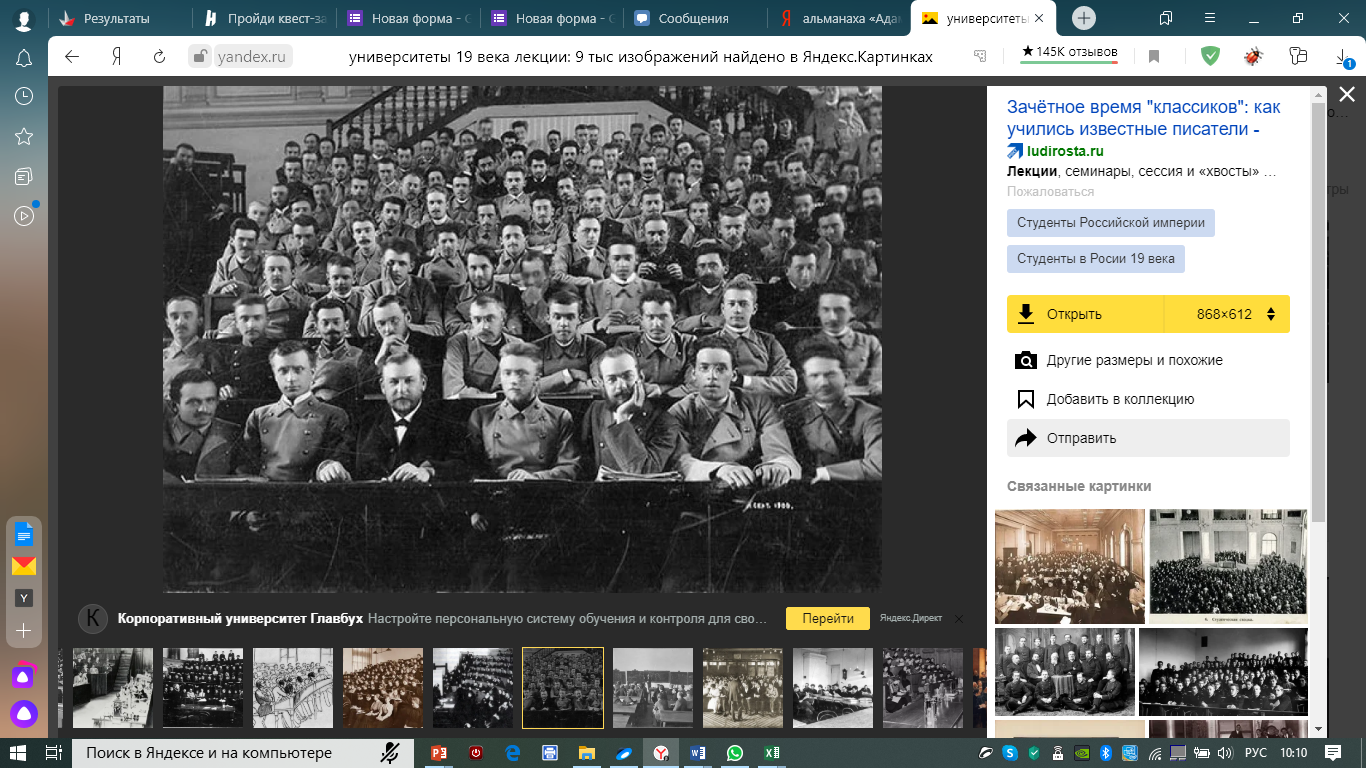 Результаты
Пройди квест-за
Новая форма - G
Новая форма - G
Сообщения
альманаха «Ада
университеты
yandex.ru
университеты 19 века лекции: 9 тыс изображений найдено в Яндекс.Картинках
★ 145К отзывов
1
Зачётное время "классиков": как
учились известные писатели -
ludirosta.ru
Лекции, семинары, сессия и «хвосты» ...
Пожаловаться
Студенты Российской империи
Студенты в Росии 19 века
Открыть
868×612
Другие размеры и похожие
Добавить в коллекцию
Отправить
Связанные картинки
К
Корпоративный университет Главбух Настройте персональную систему обучения и контроля для сво...
Перейти
Яндекс.Директ
Y
Поиск в Яндексе и на компьютере
РУС
10:10